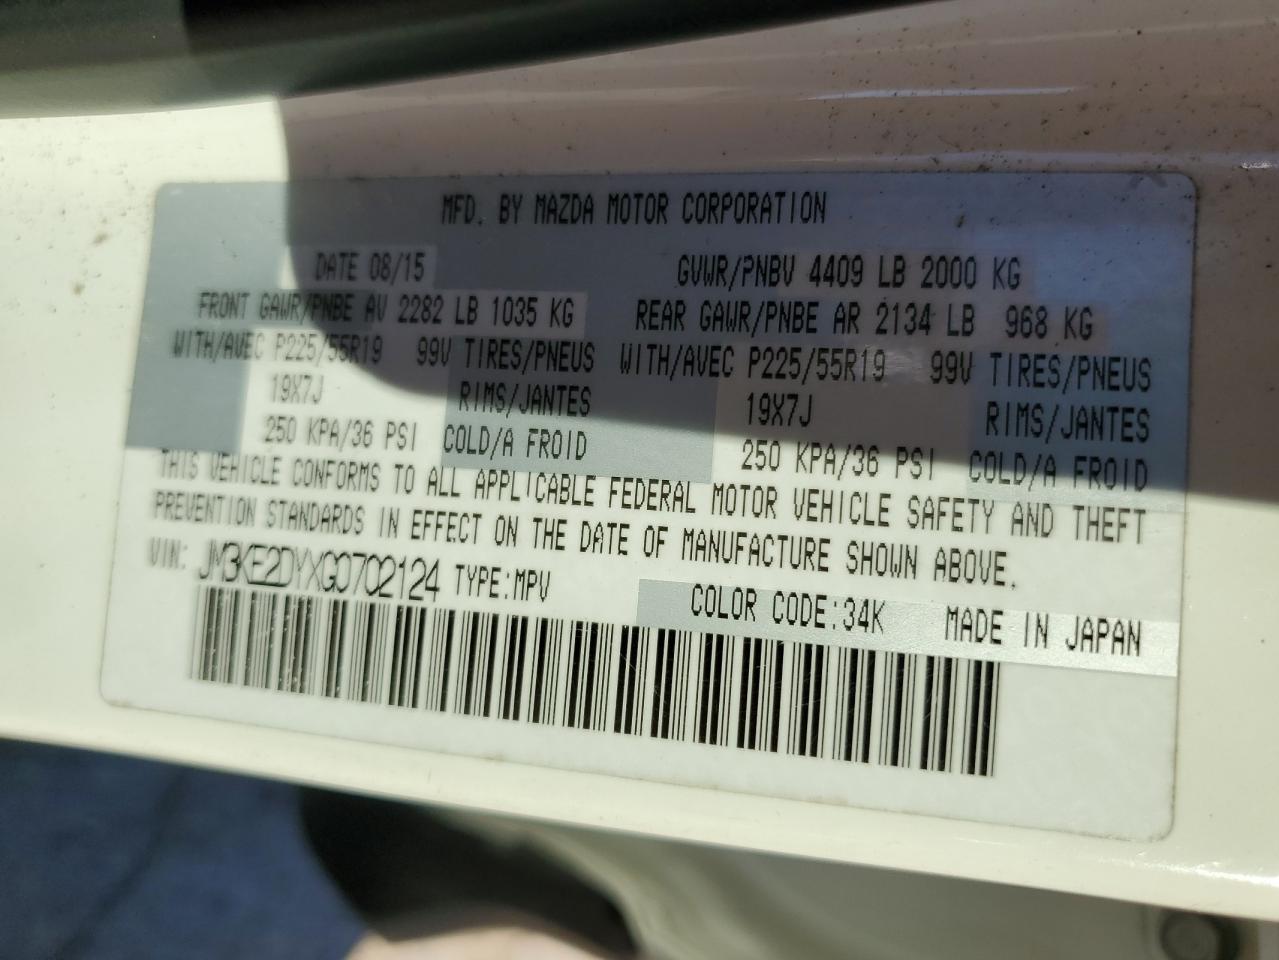 MFD. BY MAZDA MOTOR CORPORATION
DATE 08/15 GVWR/PNBV 4409 LB 2000 KG
FRONT GAWR/PNBE AV 2282 LB 1035 KG REAR GAWR/PNBE AR 2134 LB 968 KG
WITH/AVEC P225/55R19 99V TIRES/PNEUS WITH/AVEC P225/55R19 99V TIRES/PNEUS
19X7J RIMS/JANTES 19X7J RIMS/JANTES
250 KPA/36 PSI COLD/A FROID 250 KPA/36 PSI COLD/A FROID
THIS VEHICLE CONFORMS TO ALL APPLICABLE FEDERAL MOTOR VEHICLE SAFETY AND THEFT
PREVENTION STANDARDS IN EFFECT ON THE DATE OF MANUFACTURE SHOWN ABOVE.
VIN: JM3KE2DYXG0702124 TYPE:MPV COLOR CODE:34K MADE IN JAPAN